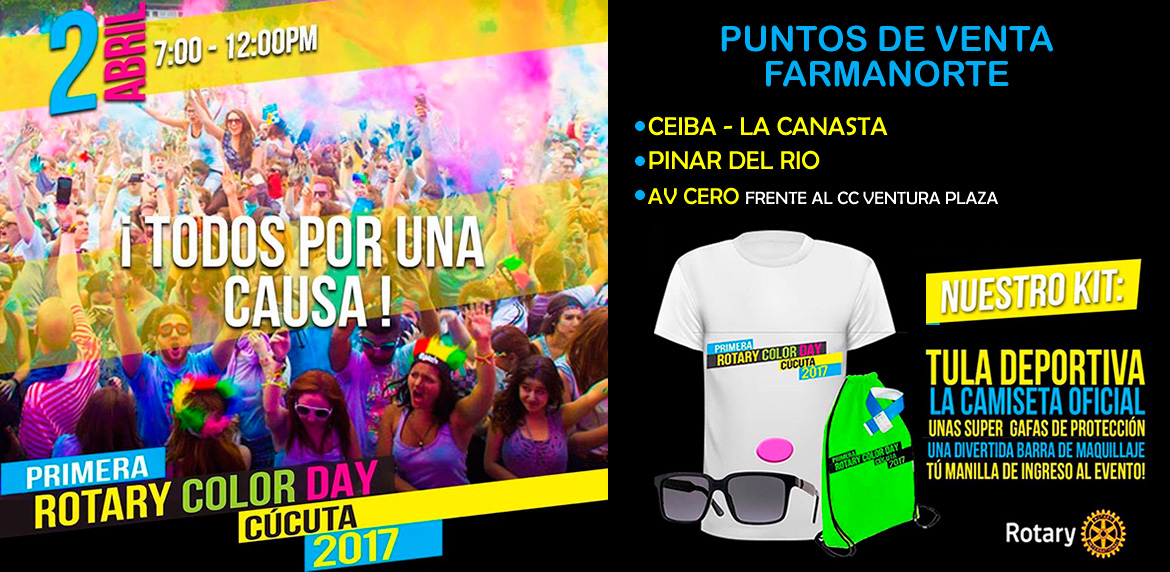 2 ABRIL
7:00 - 12:00PM
¡ TODOS POR UNA
CAUSA !
PRIMERA
ROTARY COLOR DAY
CÚCUTA
2017
PUNTOS DE VENTA
FARMANORTE
•CEIBA - LA CANASTA
•PINAR DEL RIO
•AV CERO FRENTE AL CC VENTURA PLAZA
PRIMERA
ROTARY COLOR DAY
CÚCUTA
2017
PRIMERA
ROTARY COLOR DAY
CÚCUTA
2017
NUESTRO KIT:
TULA DEPORTIVA
LA CAMISETA OFICIAL
UNAS SUPER GAFAS DE PROTECCIÓN
UNA DIVERTIDA BARRA DE MAQUILLAJE
TÚ MANILLA DE INGRESO AL EVENTO!
Rotary